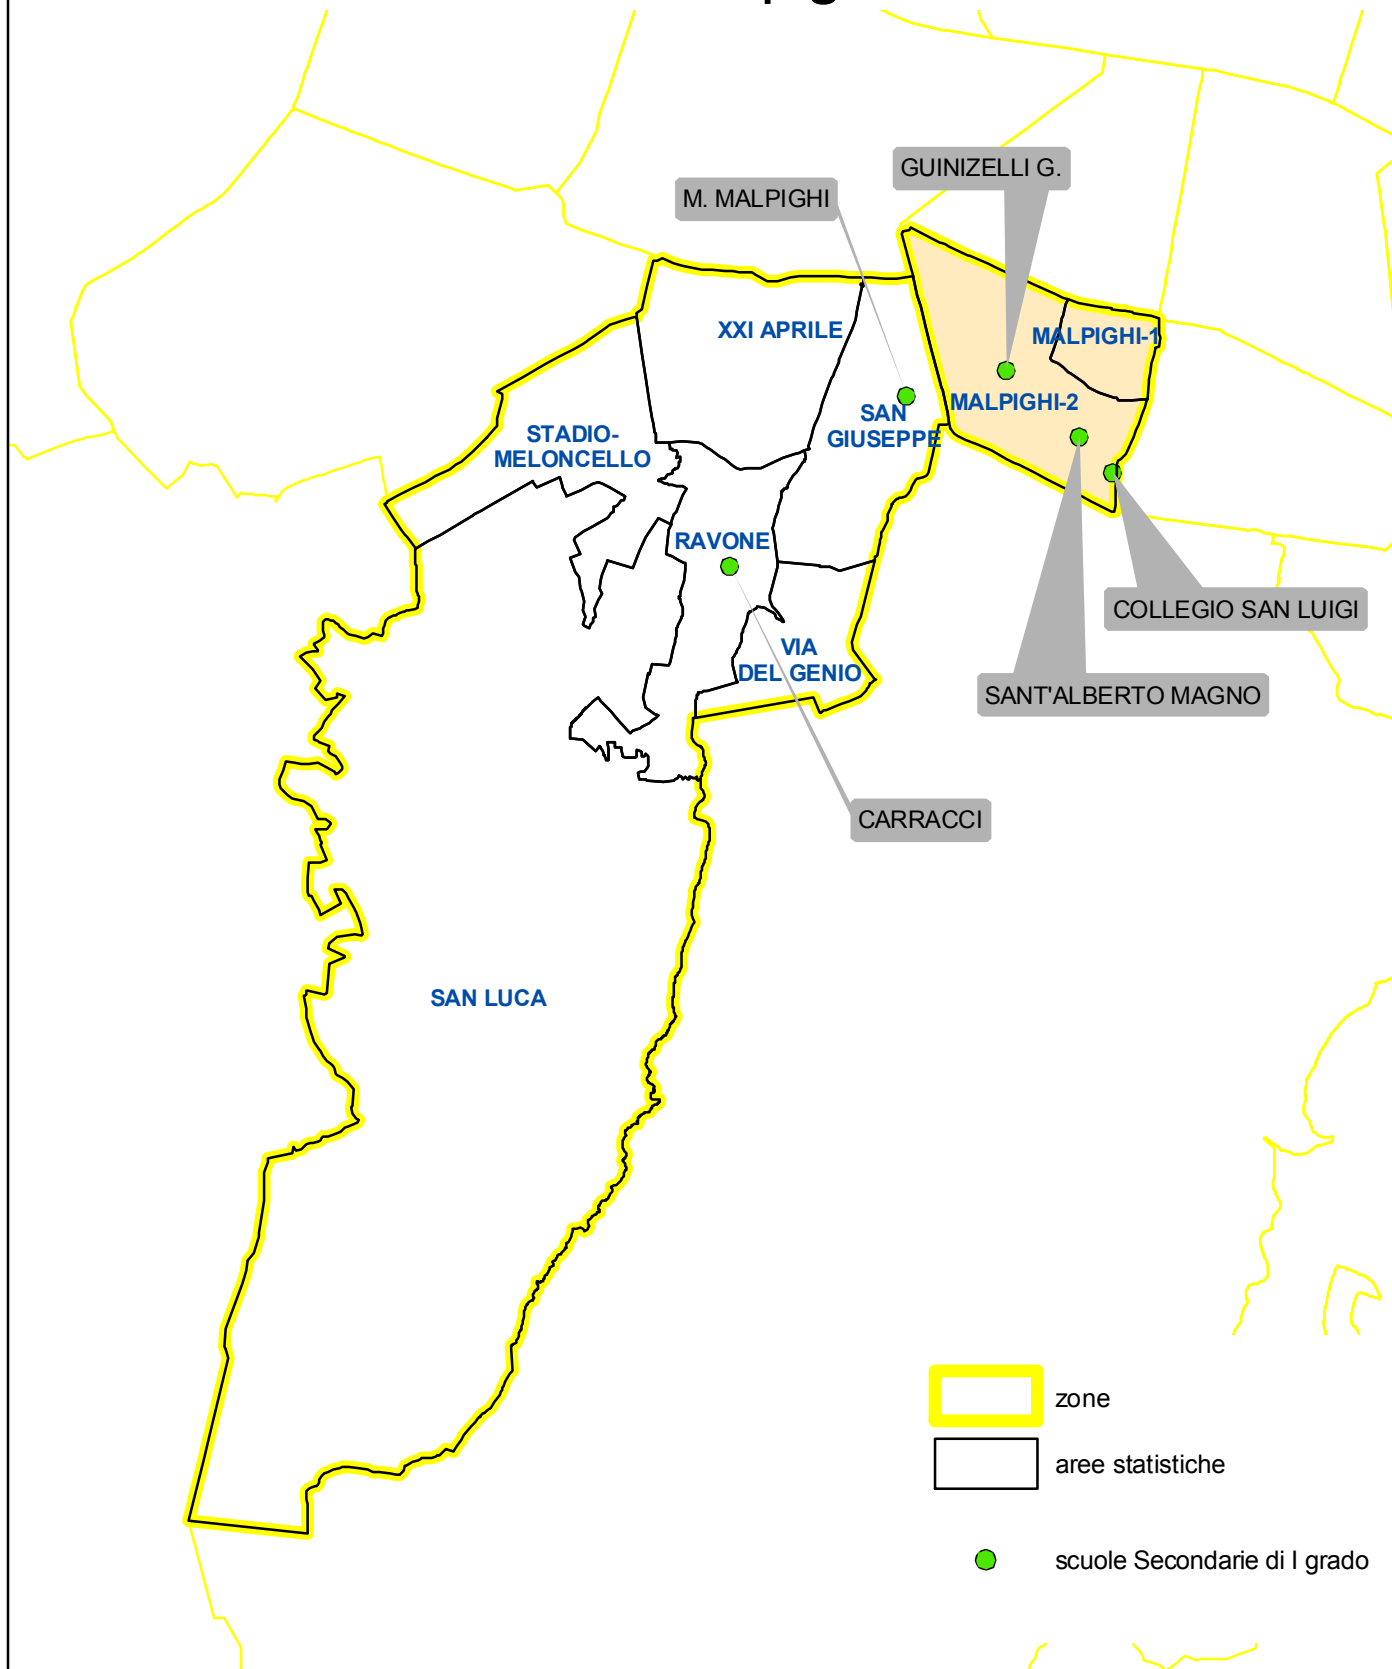 GUINIZELLI G.
M. MALPIGHI
XXI APRILE
MALPIGHI-1
MALPIGHI-2
SAN
GIUSEPPE
STADIO-
MELONCELLO
RAVONE
COLLEGIO SAN LUIGI
VIA
DEL GENIO
SANT'ALBERTO MAGNO
CARRACCI
SAN LUCA
zone
aree statistiche
scuole Secondarie di I grado